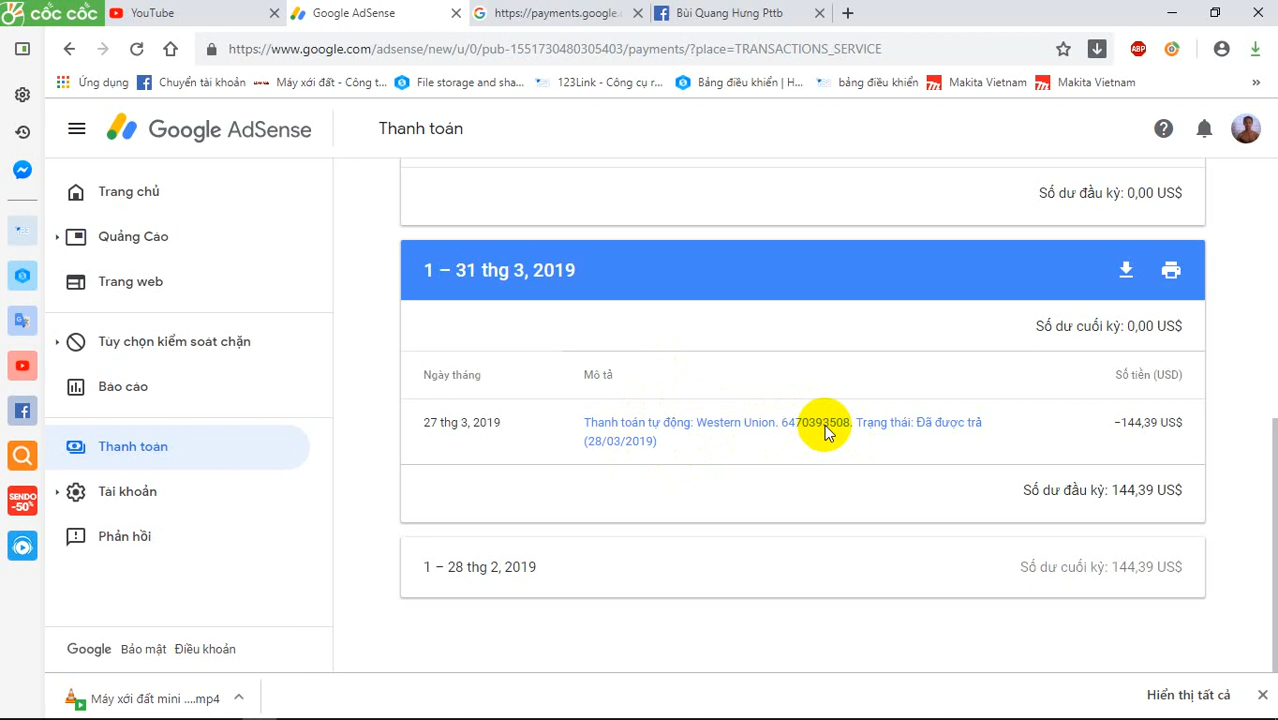 cốc cốc
YouTube
Google AdSense
https://payments.google.
Bùi Quang Hưng Pttb
https://www.google.com/adsense/new/u/0/pub-1551730480305403/payments/?place=TRANSACTIONS_SERVICE
ABP
Ứng dụng
Chuyển tài khoản
Máy xới đất - Công t...
File storage and sha...
123Link - Công cụ r...
Bảng điều khiển | H...
bảng điều khiển
Makita Vietnam
Makita Vietnam
»
Google AdSense
Thanh toán
Trang chủ
Quảng Cáo
Trang web
Tùy chọn kiểm soát chặn
Báo cáo
Thanh toán
Tài khoản
Phản hồi
Google Bảo mật Điều khoản
SENDO
-50%
Số dư đầu kỳ: 0,00 US$
1 – 31 thg 3, 2019
Số dư cuối kỳ: 0,00 US$
Ngày tháng Mô tả Số tiền (USD)
27 thg 3, 2019 Thanh toán tự động: Western Union. 6470393508. Trạng thái: Đã được trả −144,39 US$
(28/03/2019)
Số dư đầu kỳ: 144,39 US$
1 – 28 thg 2, 2019 Số dư cuối kỳ: 144,39 US$
Máy xới đất mini ....mp4
Hiển thị tất cả